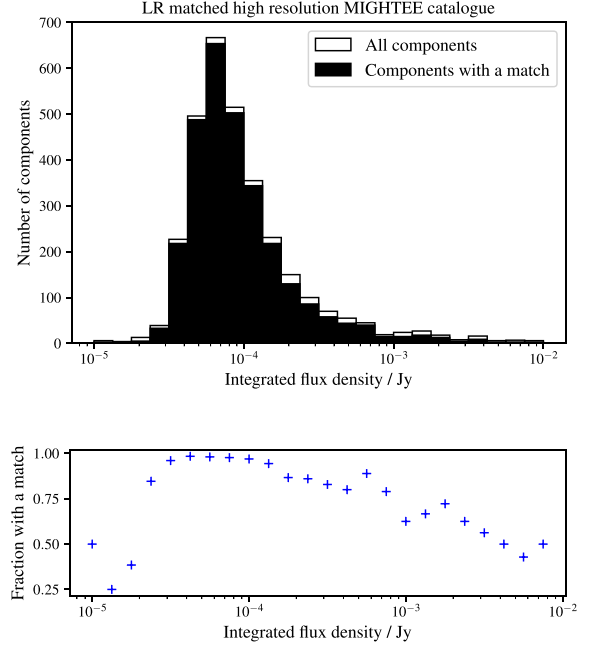 LR matched high resolution MIGHTEE catalogue
700
600
500
400
300
200
100
0
Number of components
All components
Components with a match
10⁻⁵
10⁻⁴
10⁻³
10⁻²
Integrated flux density / Jy
1.00
0.75
0.50
0.25
Fraction with a match
10⁻⁵
10⁻⁴
10⁻³
10⁻²
Integrated flux density / Jy